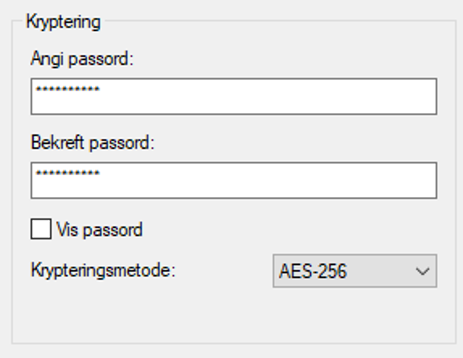 Kryptering
Angi passord:
**********
Bekreft passord:
**********
Vis passord
Krypteringsmetode:
AES-256